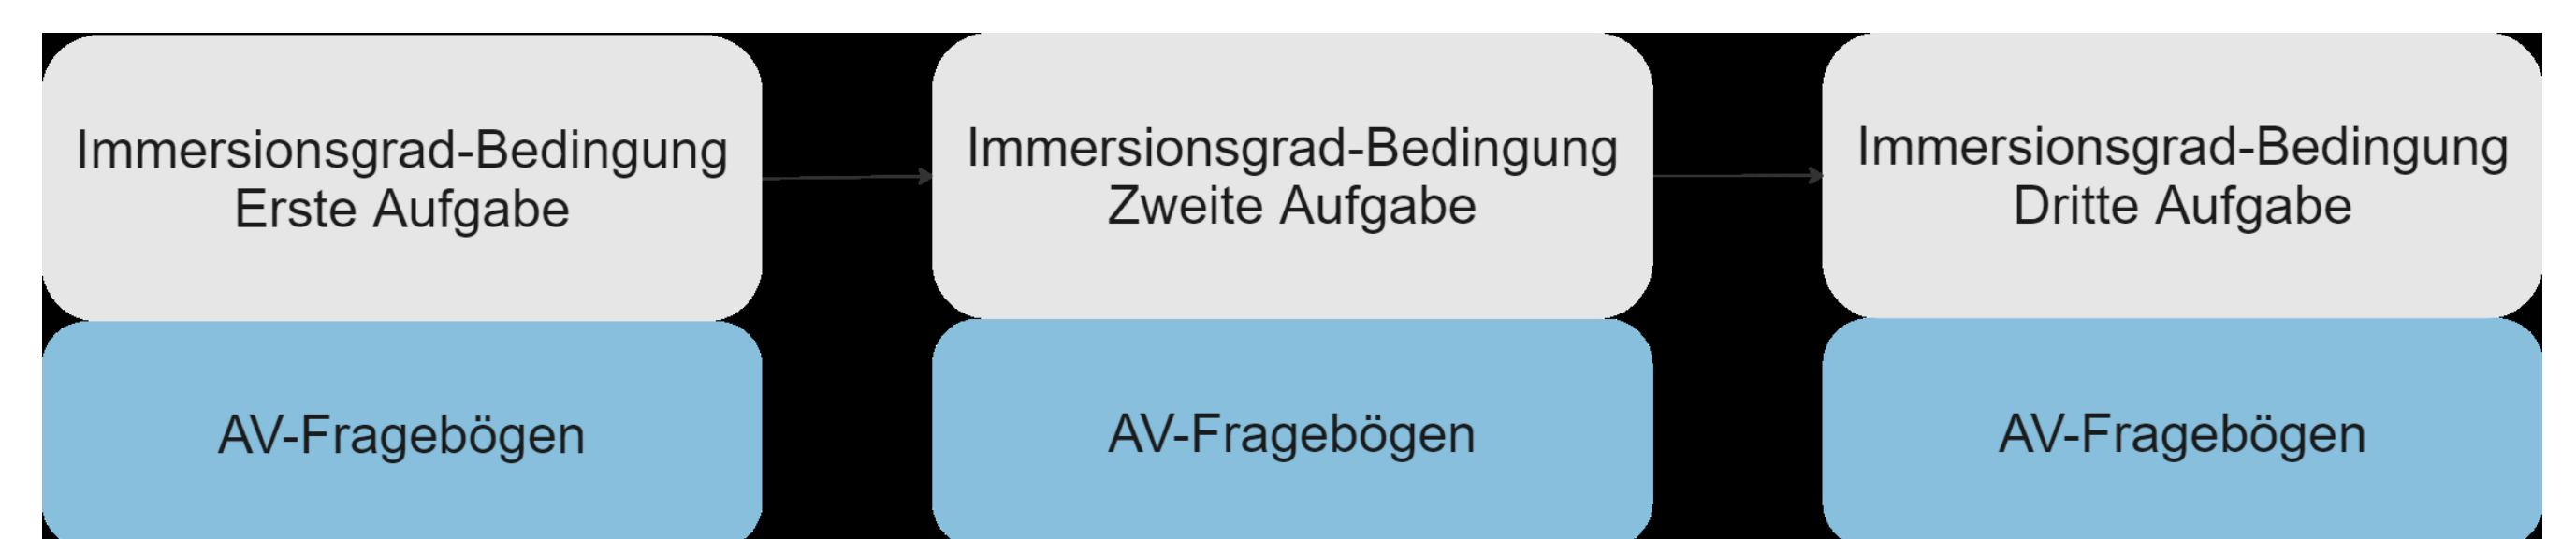 Immersionsgrad-Bedingung
Erste Aufgabe
AV-Fragebögen
Immersionsgrad-Bedingung
Zweite Aufgabe
AV-Fragebögen
Immersionsgrad-Bedingung
Dritte Aufgabe
AV-Fragebögen